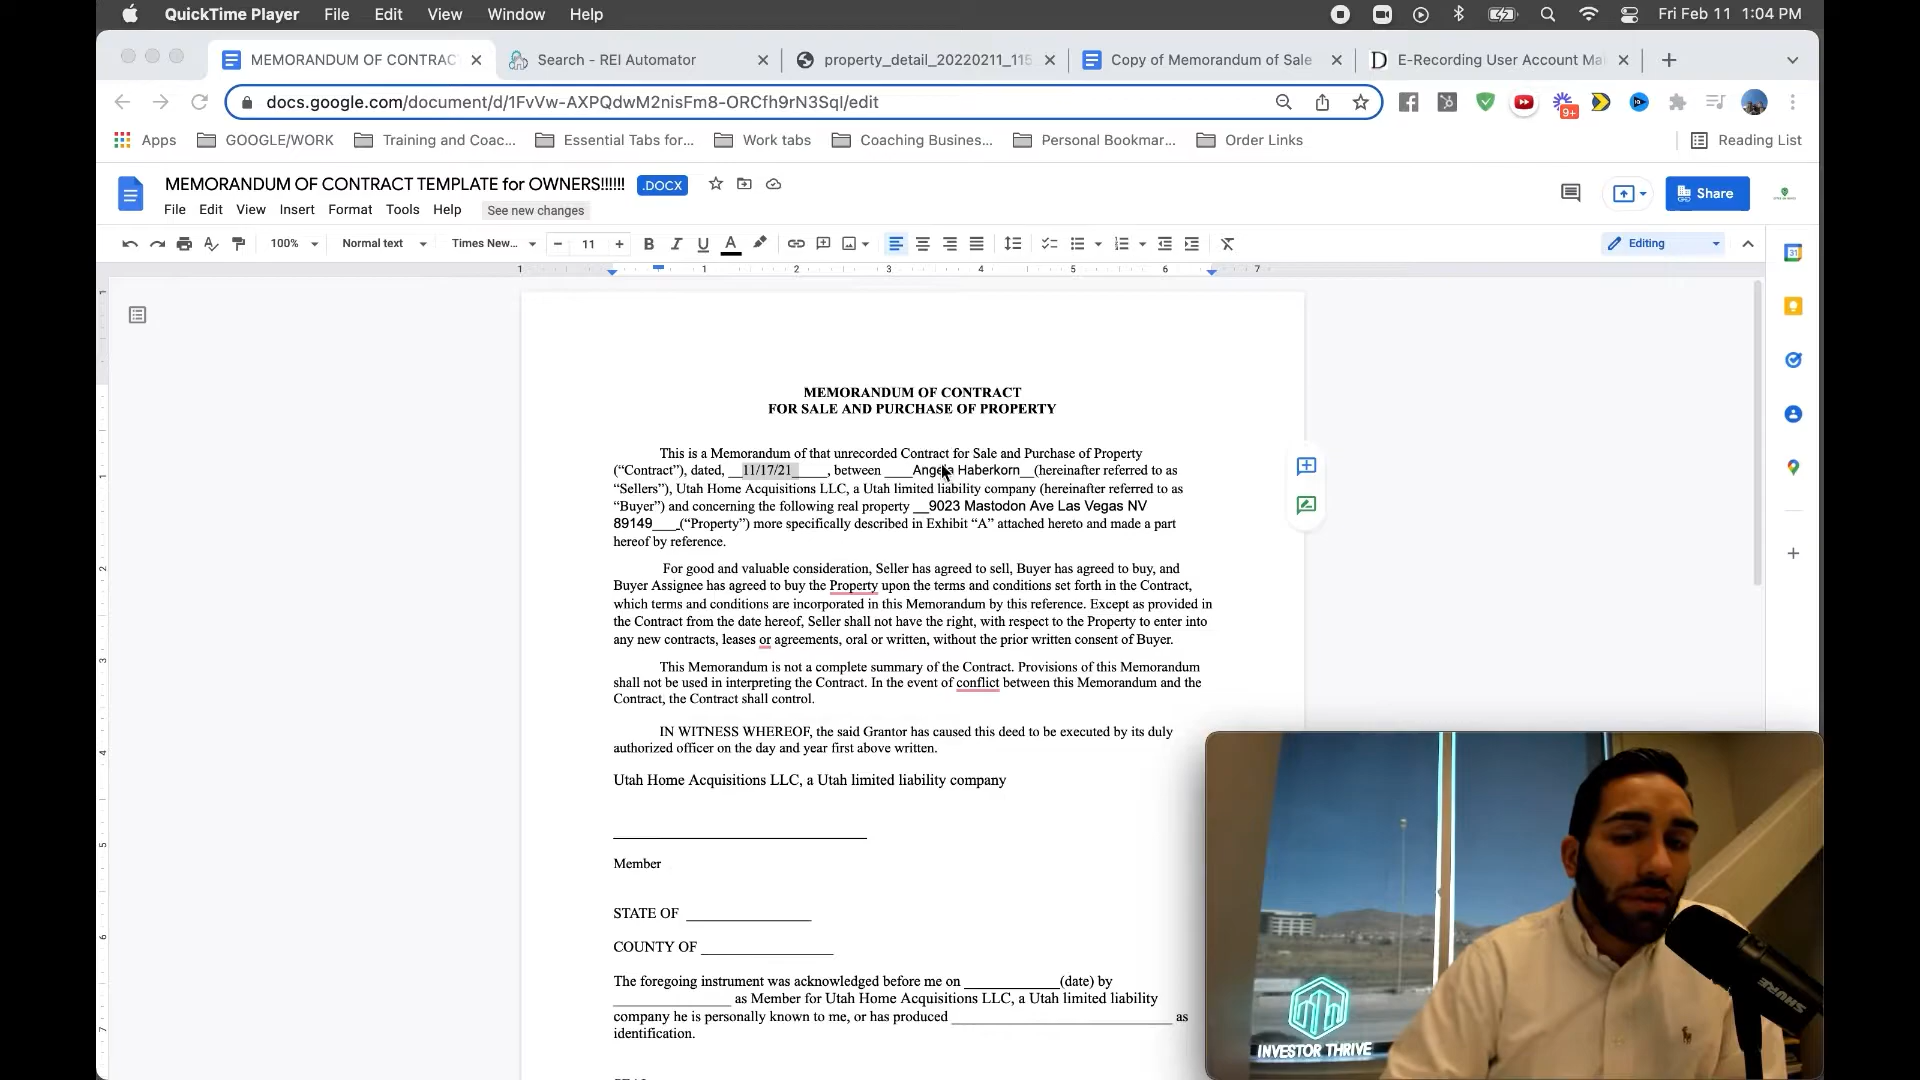 QuickTime Player File Edit View Window Help Fri Feb 11 1:04 PM
MEMORANDUM OF CONTRAC Search - REI Automator property_detail_20220211_115 Copy of Memorandum of Sale E-Recording User Account Ma
docs.google.com/document/d/1FvVw-AXPQdwM2nisFm8-ORCfh9rN3Sql/edit 9+
Apps GOOGLE/WORK Training and Coac... Essential Tabs for... Work tabs Coaching Business... Personal Bookmar... Order Links Reading List
MEMORANDUM OF CONTRACT TEMPLATE for OWNERS!!!!!! .DOCX
Share
File Edit View Insert Format Tools Help See new changes
100% Normal text Times New... 11 Editing
1 1 2 3 4 5 6 7
MEMORANDUM OF CONTRACT
FOR SALE AND PURCHASE OF PROPERTY
This is a Memorandum of that unrecorded Contract for Sale and Purchase of Property
(“Contract”), dated, __11/17/21_____, between ____Angela Haberkorn__(hereinafter referred to as
“Sellers”), Utah Home Acquisitions LLC, a Utah limited liability company (hereinafter referred to as
“Buyer”) and concerning the following real property __9023 Mastodon Ave Las Vegas NV
89149____(“Property”) more specifically described in Exhibit “A” attached hereto and made a part
hereof by reference.
For good and valuable consideration, Seller has agreed to sell, Buyer has agreed to buy, and
Buyer Assignee has agreed to buy the Property upon the terms and conditions set forth in the Contract,
which terms and conditions are incorporated in this Memorandum by this reference. Except as provided in
the Contract from the date hereof, Seller shall not have the right, with respect to the Property to enter into
any new contracts, leases or agreements, oral or written, without the prior written consent of Buyer.
This Memorandum is not a complete summary of the Contract. Provisions of this Memorandum
shall not be used in interpreting the Contract. In the event of conflict between this Memorandum and the
Contract, the Contract shall control.
IN WITNESS WHEREOF, the said Grantor has caused this deed to be executed by its duly
authorized officer on the day and year first above written.
Utah Home Acquisitions LLC, a Utah limited liability company
Member
STATE OF _________________
COUNTY OF __________________
The foregoing instrument was acknowledged before me on _____________(date) by
________________ as Member for Utah Home Acquisitions LLC, a Utah limited liability
company he is personally known to me, or has produced ______________________________ as
identification.
INVESTOR THRIVE
SHURE